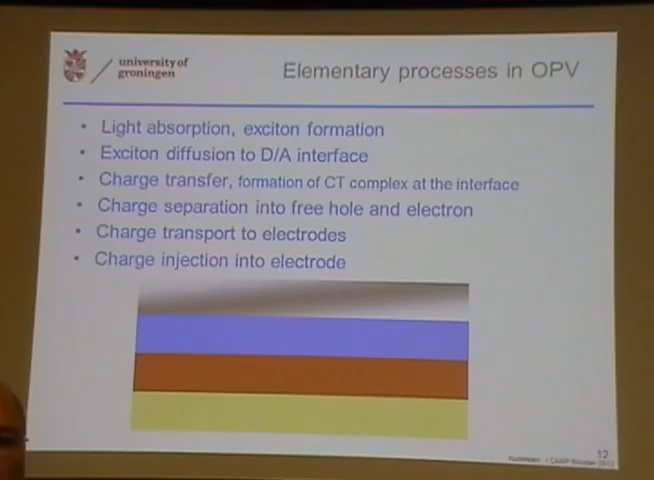 university of
groningen
Elementary processes in OPV
• Light absorption, exciton formation
• Exciton diffusion to D/A interface
• Charge transfer, formation of CT complex at the interface
• Charge separation into free hole and electron
• Charge transport to electrodes
• Charge injection into electrode
12